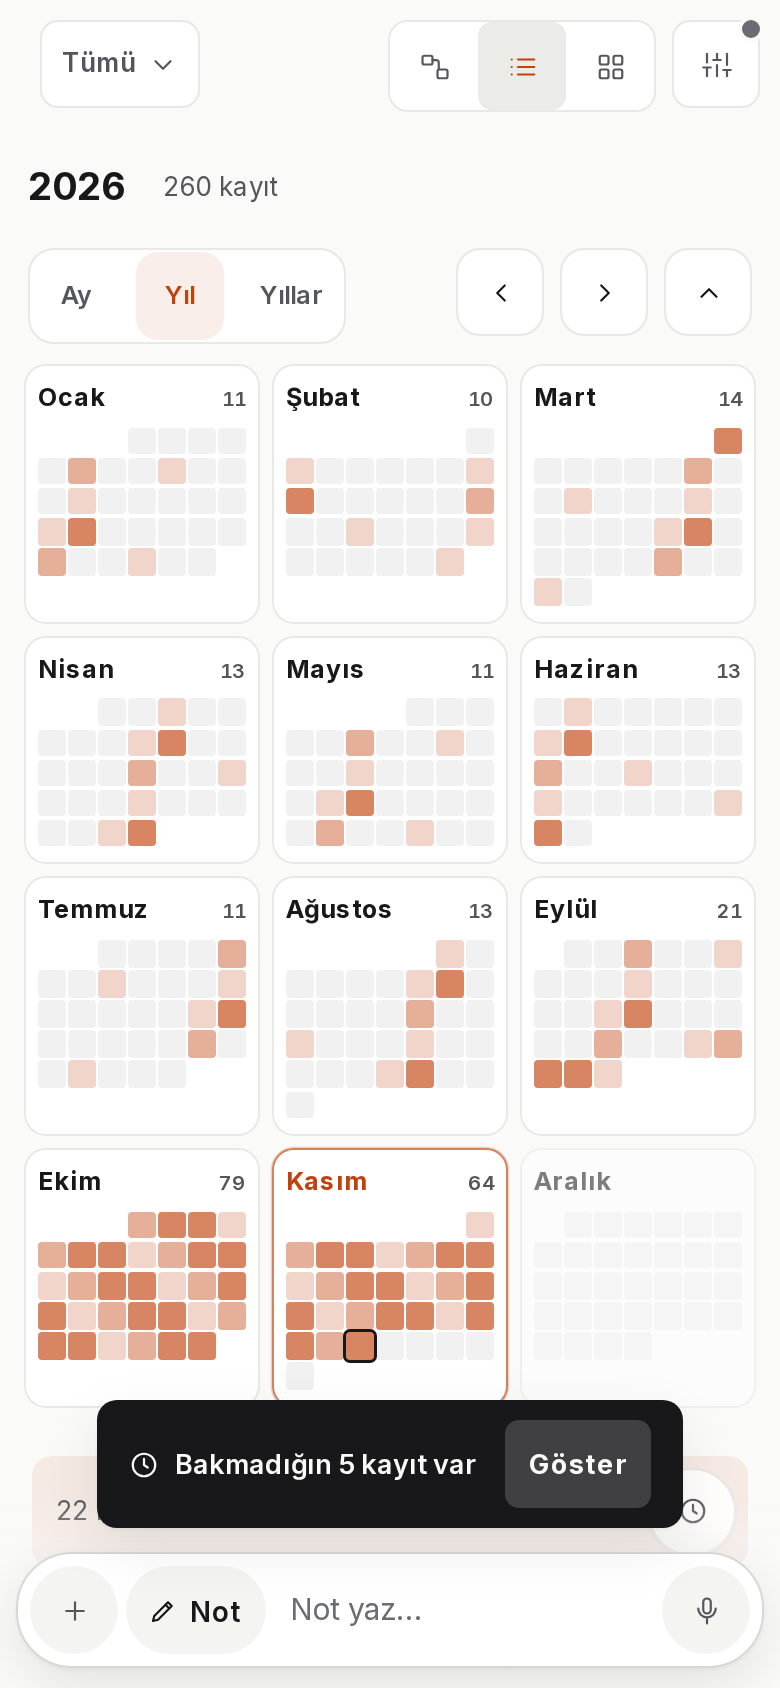 Tümü
2026 260 kayıt
Ay Yıl Yıllar
Ocak 11 Şubat 10 Mart 14
Nisan 13 Mayıs 11 Haziran 13
Temmuz 11 Ağustos 13 Eylül 21
Ekim 79 Kasım 64 Aralık
Bakmadığın 5 kayıt var Göster
22
Not Not yaz...